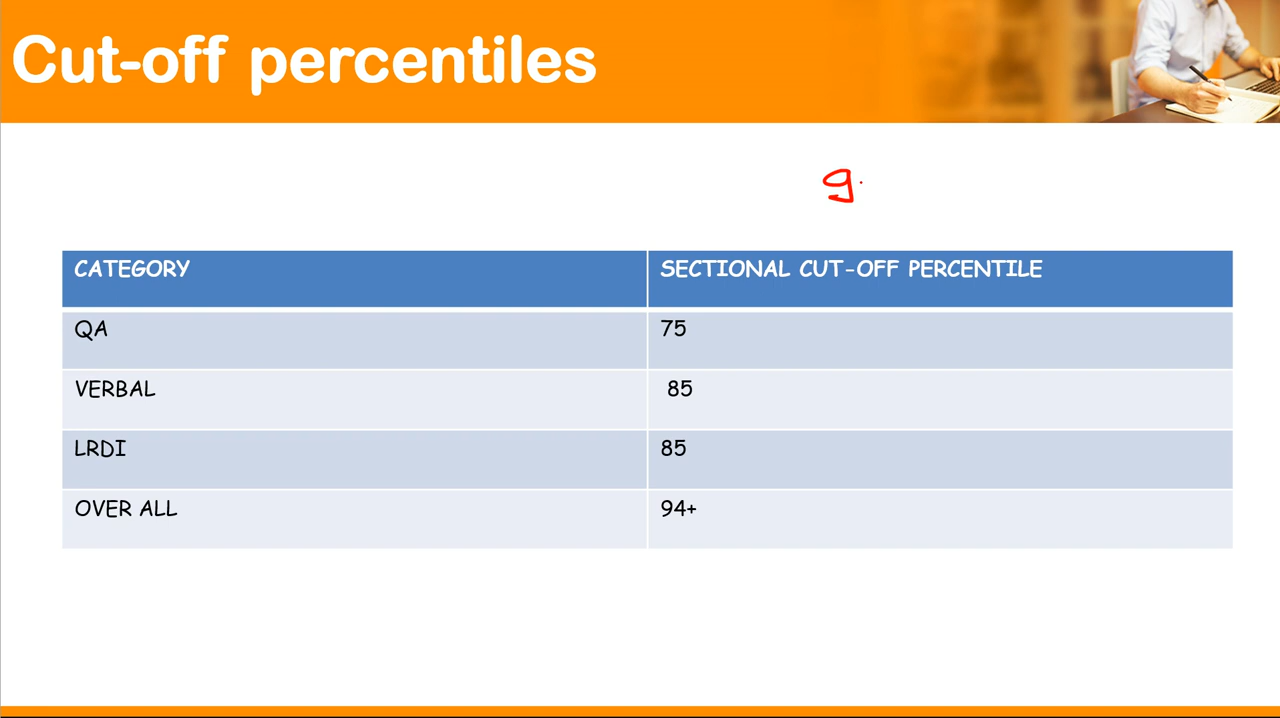 Cut-off percentiles
9.
CATEGORY SECTIONAL CUT-OFF PERCENTILE
QA 75
VERBAL 85
LRDI 85
OVER ALL 94+